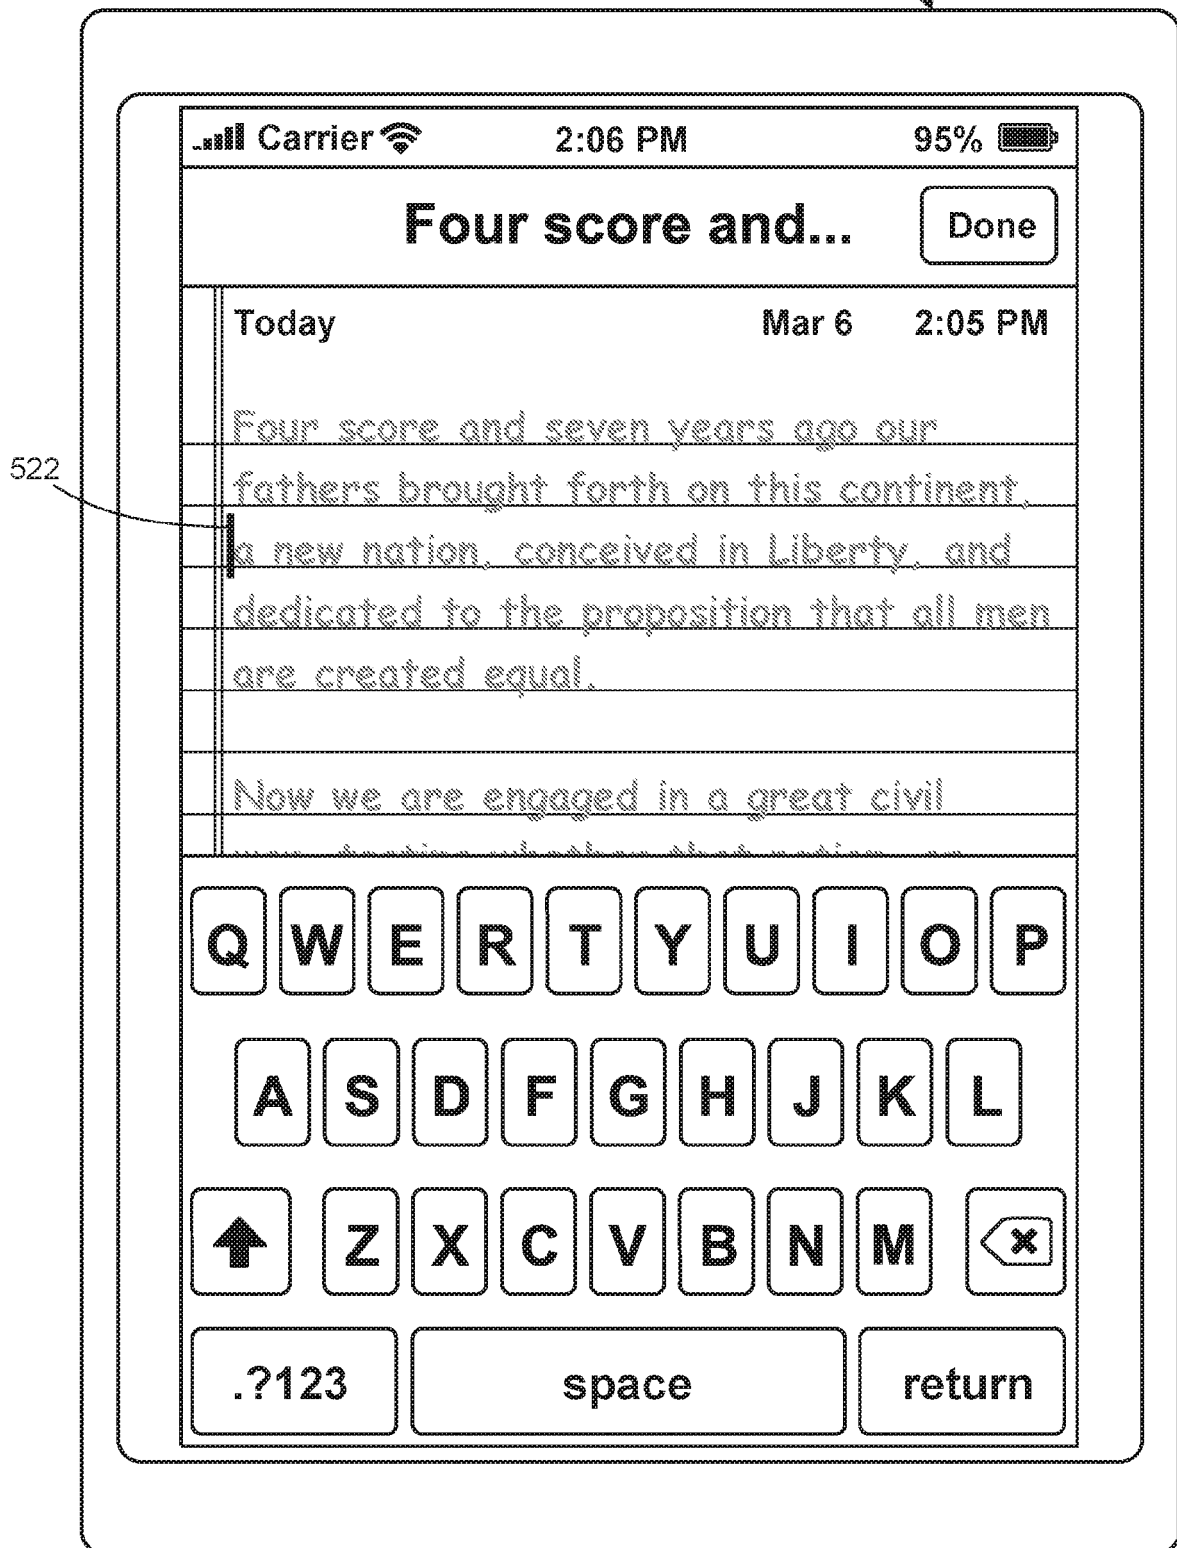 Carrier 2:06 PM 95%
Four score and... Done
Today Mar 6 2:05 PM
Four score and seven years ago our
fathers brought forth on this continent,
522
a new nation, conceived in Liberty, and
dedicated to the proposition that all men
are created equal.
Now we are engaged in a great civil
Q W E R T Y U I O P
A S D F G H J K L
Z X C V B N M
.?123 space return